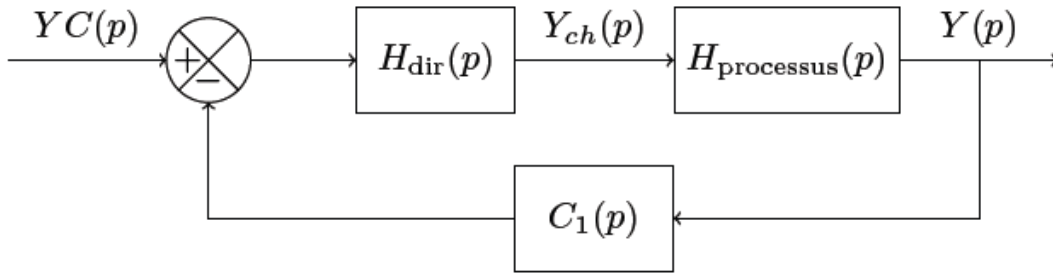 YC(p)
+
−
H_dir(p)
Y_ch(p)
H_processus(p)
Y(p)
C_1(p)